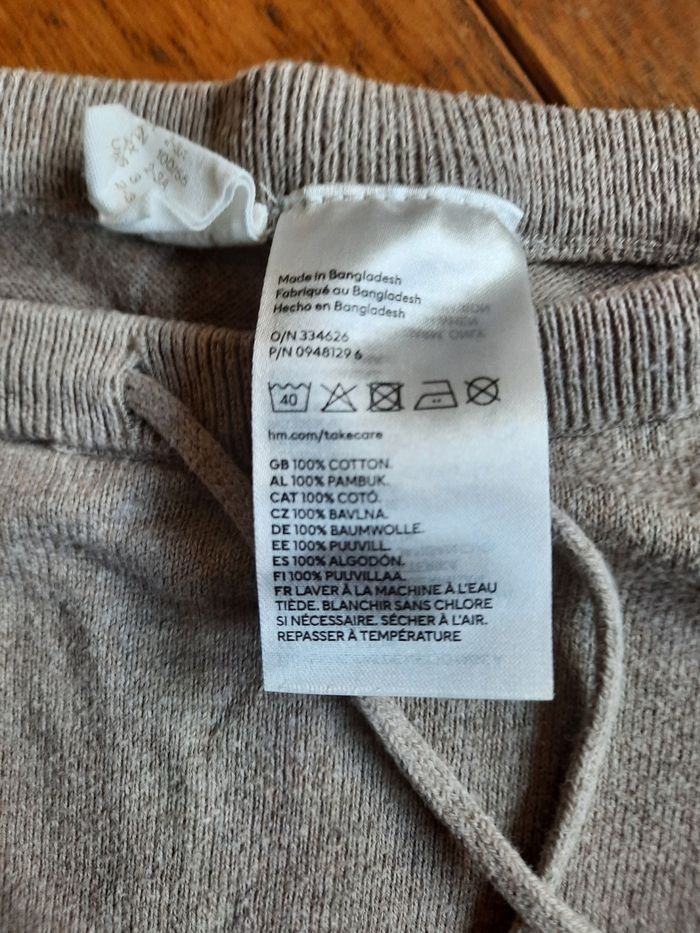 Made in Bangladesh
Fabriqué au Bangladesh
Hecho en Bangladesh
O/N 334626
P/N 0948129 6
40
hm.com/takecare
GB 100% COTTON.
AL 100% PAMBUK.
CAT 100% COTÓ.
CZ 100% BAVLNA.
DE 100% BAUMWOLLE.
EE 100% PUUVILL.
ES 100% ALGODÓN.
FI 100% PUUVILLAA.
FR LAVER À LA MACHINE À L'EAU
TIÈDE. BLANCHIR SANS CHLORE
SI NÉCESSAIRE. SÉCHER À L'AIR.
REPASSER À TEMPÉRATURE